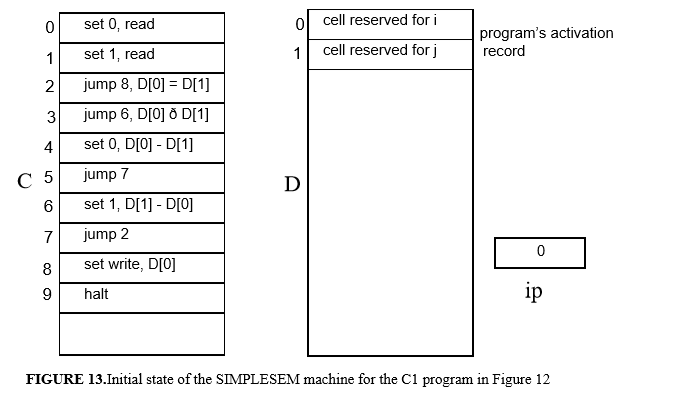 0 set 0, read
1 set 1, read
2 jump 8, D[0] = D[1]
3 jump 6, D[0] ð D[1]
4 set 0, D[0] - D[1]
C 5 jump 7
6 set 1, D[1] - D[0]
7 jump 2
8 set write, D[0]
9 halt
0 cell reserved for i
1 cell reserved for j
D
program's activation
record
0
ip
FIGURE 13.Initial state of the SIMPLESEM machine for the C1 program in Figure 12